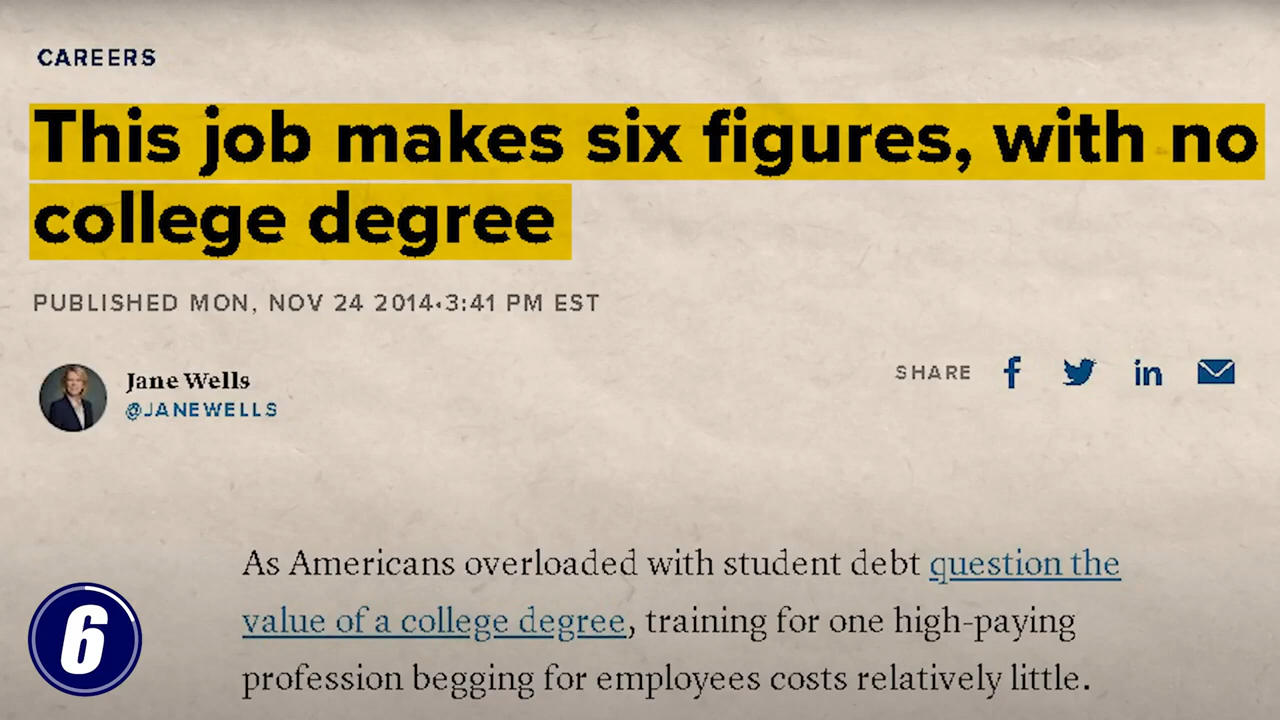 CAREERS
This job makes six figures, with no
college degree
PUBLISHED MON, NOV 24 2014•3:41 PM EST
Jane Wells
@JANEWELLS
SHARE
As Americans overloaded with student debt question the
value of a college degree, training for one high-paying
profession begging for employees costs relatively little.
6